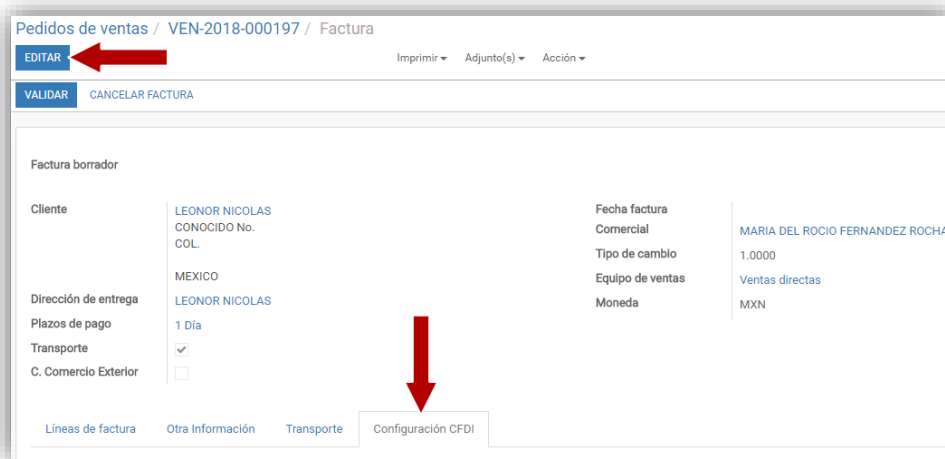 Pedidos de ventas / VEN-2018-000197 / Factura
EDITAR
Imprimir Adjunto(s) Acción
VALIDAR CANCELAR FACTURA
Factura borrador
Cliente
LEONOR NICOLAS
CONOCIDO No.
COL.
MEXICO
Dirección de entrega LEONOR NICOLAS
Plazos de pago 1 Día
Transporte
C. Comercio Exterior
Fecha factura
Comercial MARIA DEL ROCIO FERNANDEZ ROCHA
Tipo de cambio 1.0000
Equipo de ventas Ventas directas
Moneda MXN
Líneas de factura Otra Información Transporte Configuración CFDI